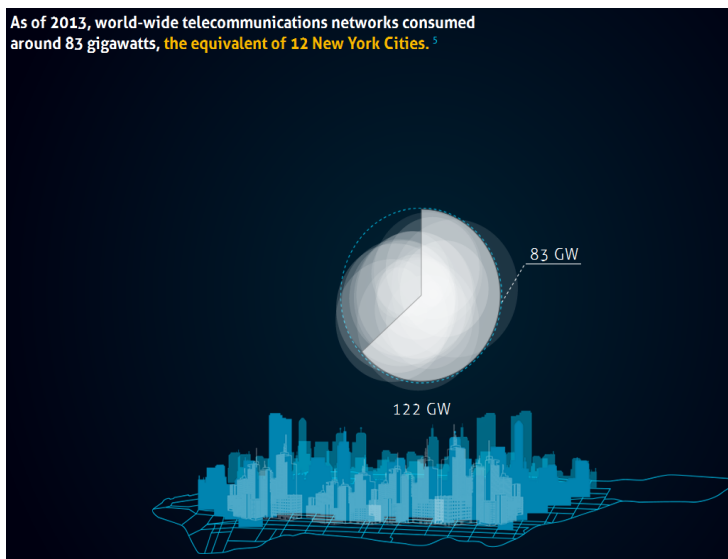 As of 2013, world-wide telecommunications networks consumed
around 83 gigawatts, the equivalent of 12 New York Cities. 5
83 GW
122 GW